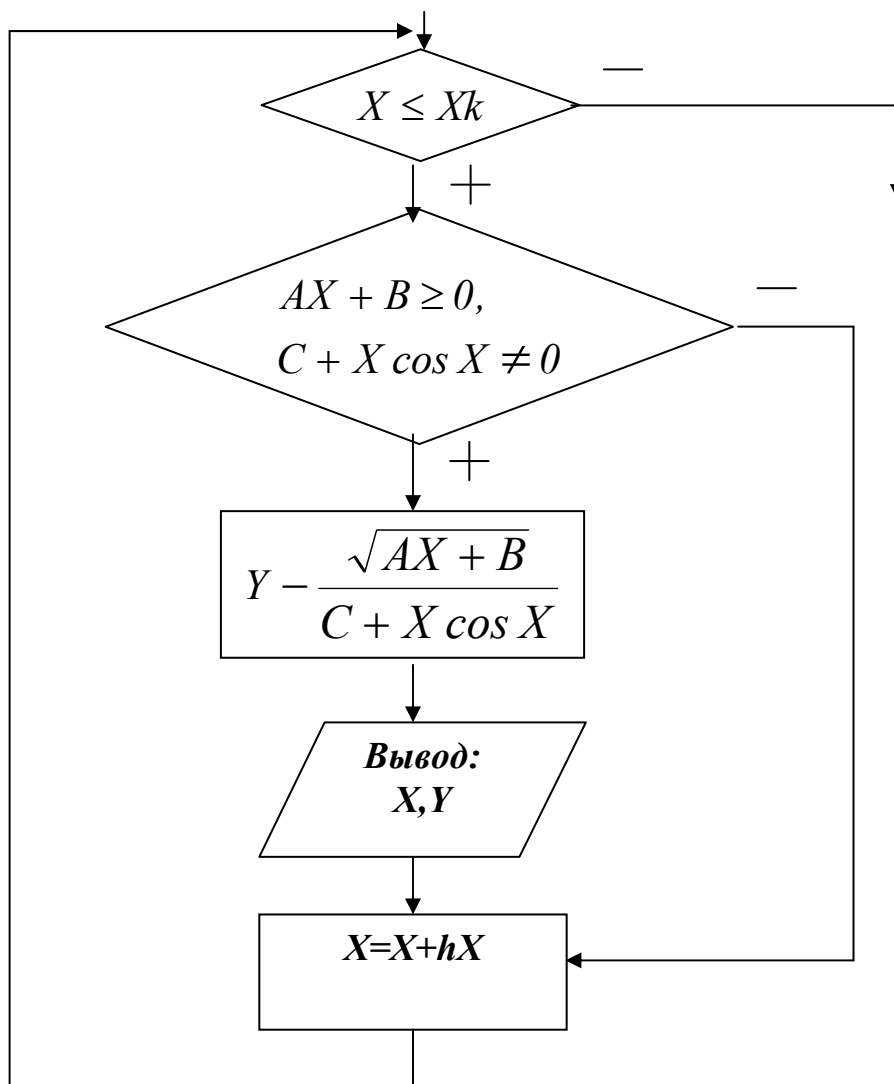 —
X ≤ Xk
+
AX + B ≥ 0,
—
C + X cos X ≠ 0
+
Y − √(AX + B) / (C + X cos X)
Вывод:
X,Y
X=X+hX